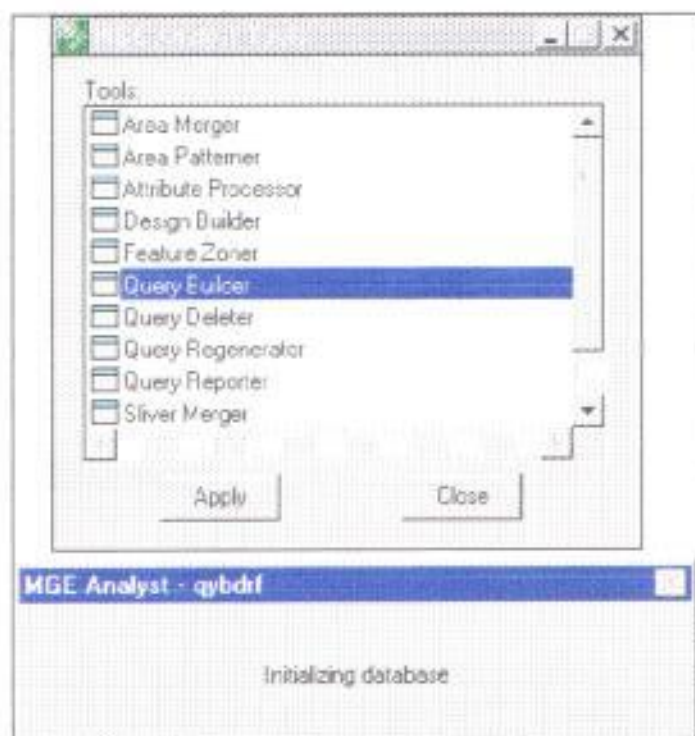 Tools:
Area Merger
Area Patterner
Attribute Processor
Design Builder
Feature Zoner
Query Builder
Query Deleter
Query Regenerator
Query Reporter
Sliver Merger
Apply
Close
MGE Analyst - qybdrf
Initializing database